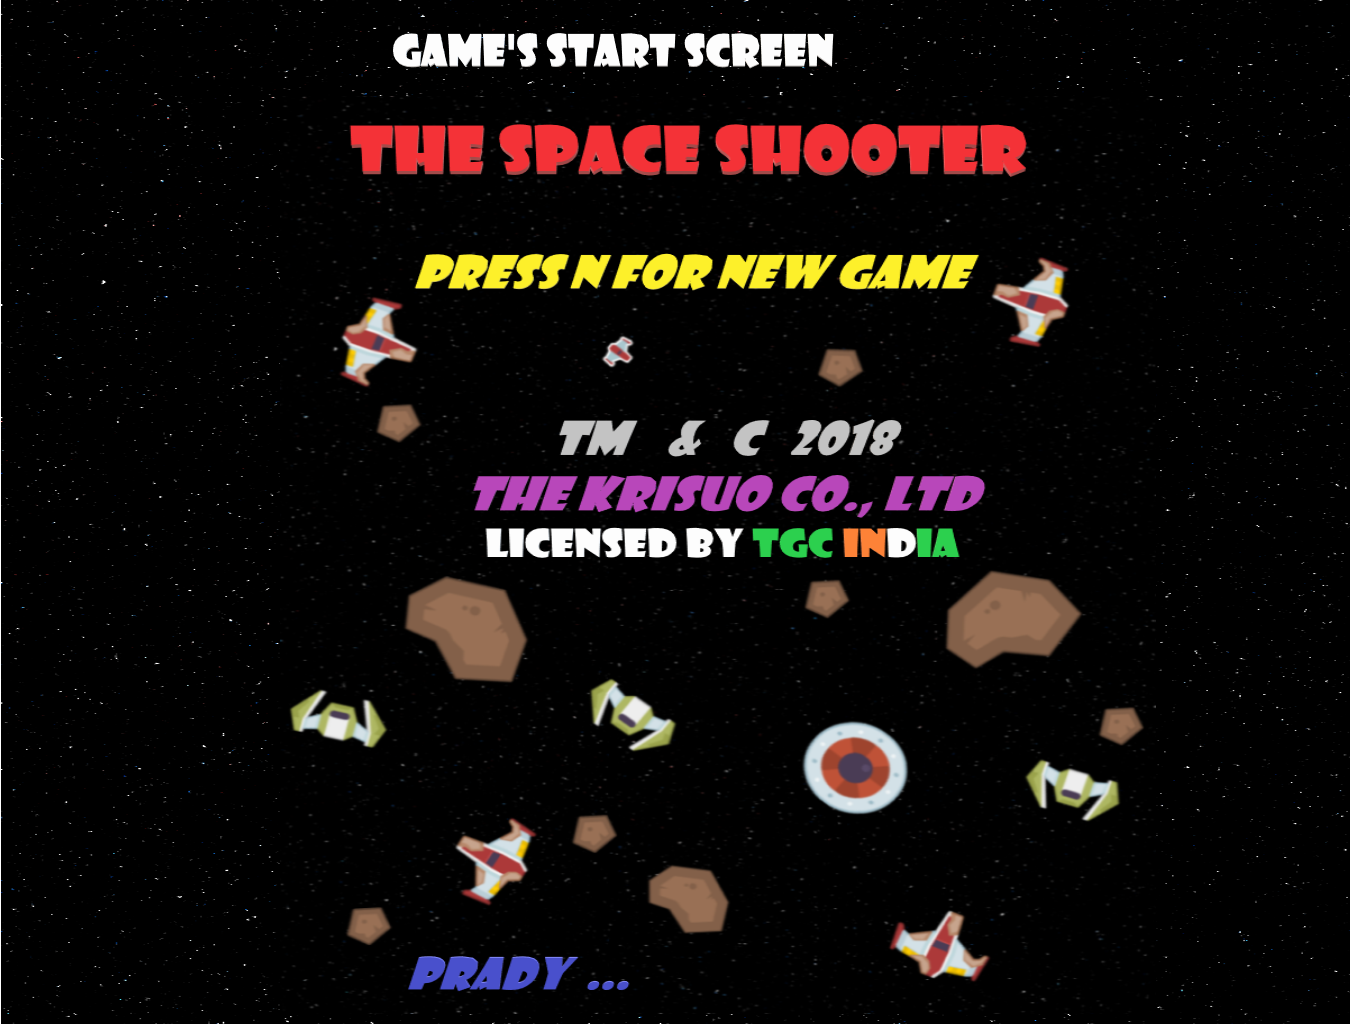 GAME'S START SCREEN
THE SPACE SHOOTER
PRESS N FOR NEW GAME
TM & C 2018
THE KRISUO CO., LTD
LICENSED BY TGC INDIA
PRADY ...